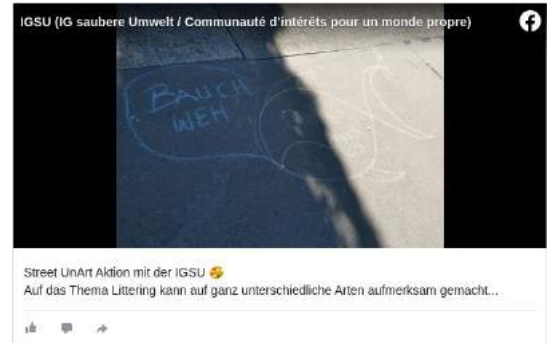 IGSU (IG saubere Umwelt / Communauté d'intérêts pour un monde propre)
BAUCH
WEH
Street UnArt Aktion mit der IGSU
Auf das Thema Littering kann auf ganz unterschiedliche Arten aufmerksam gemacht...